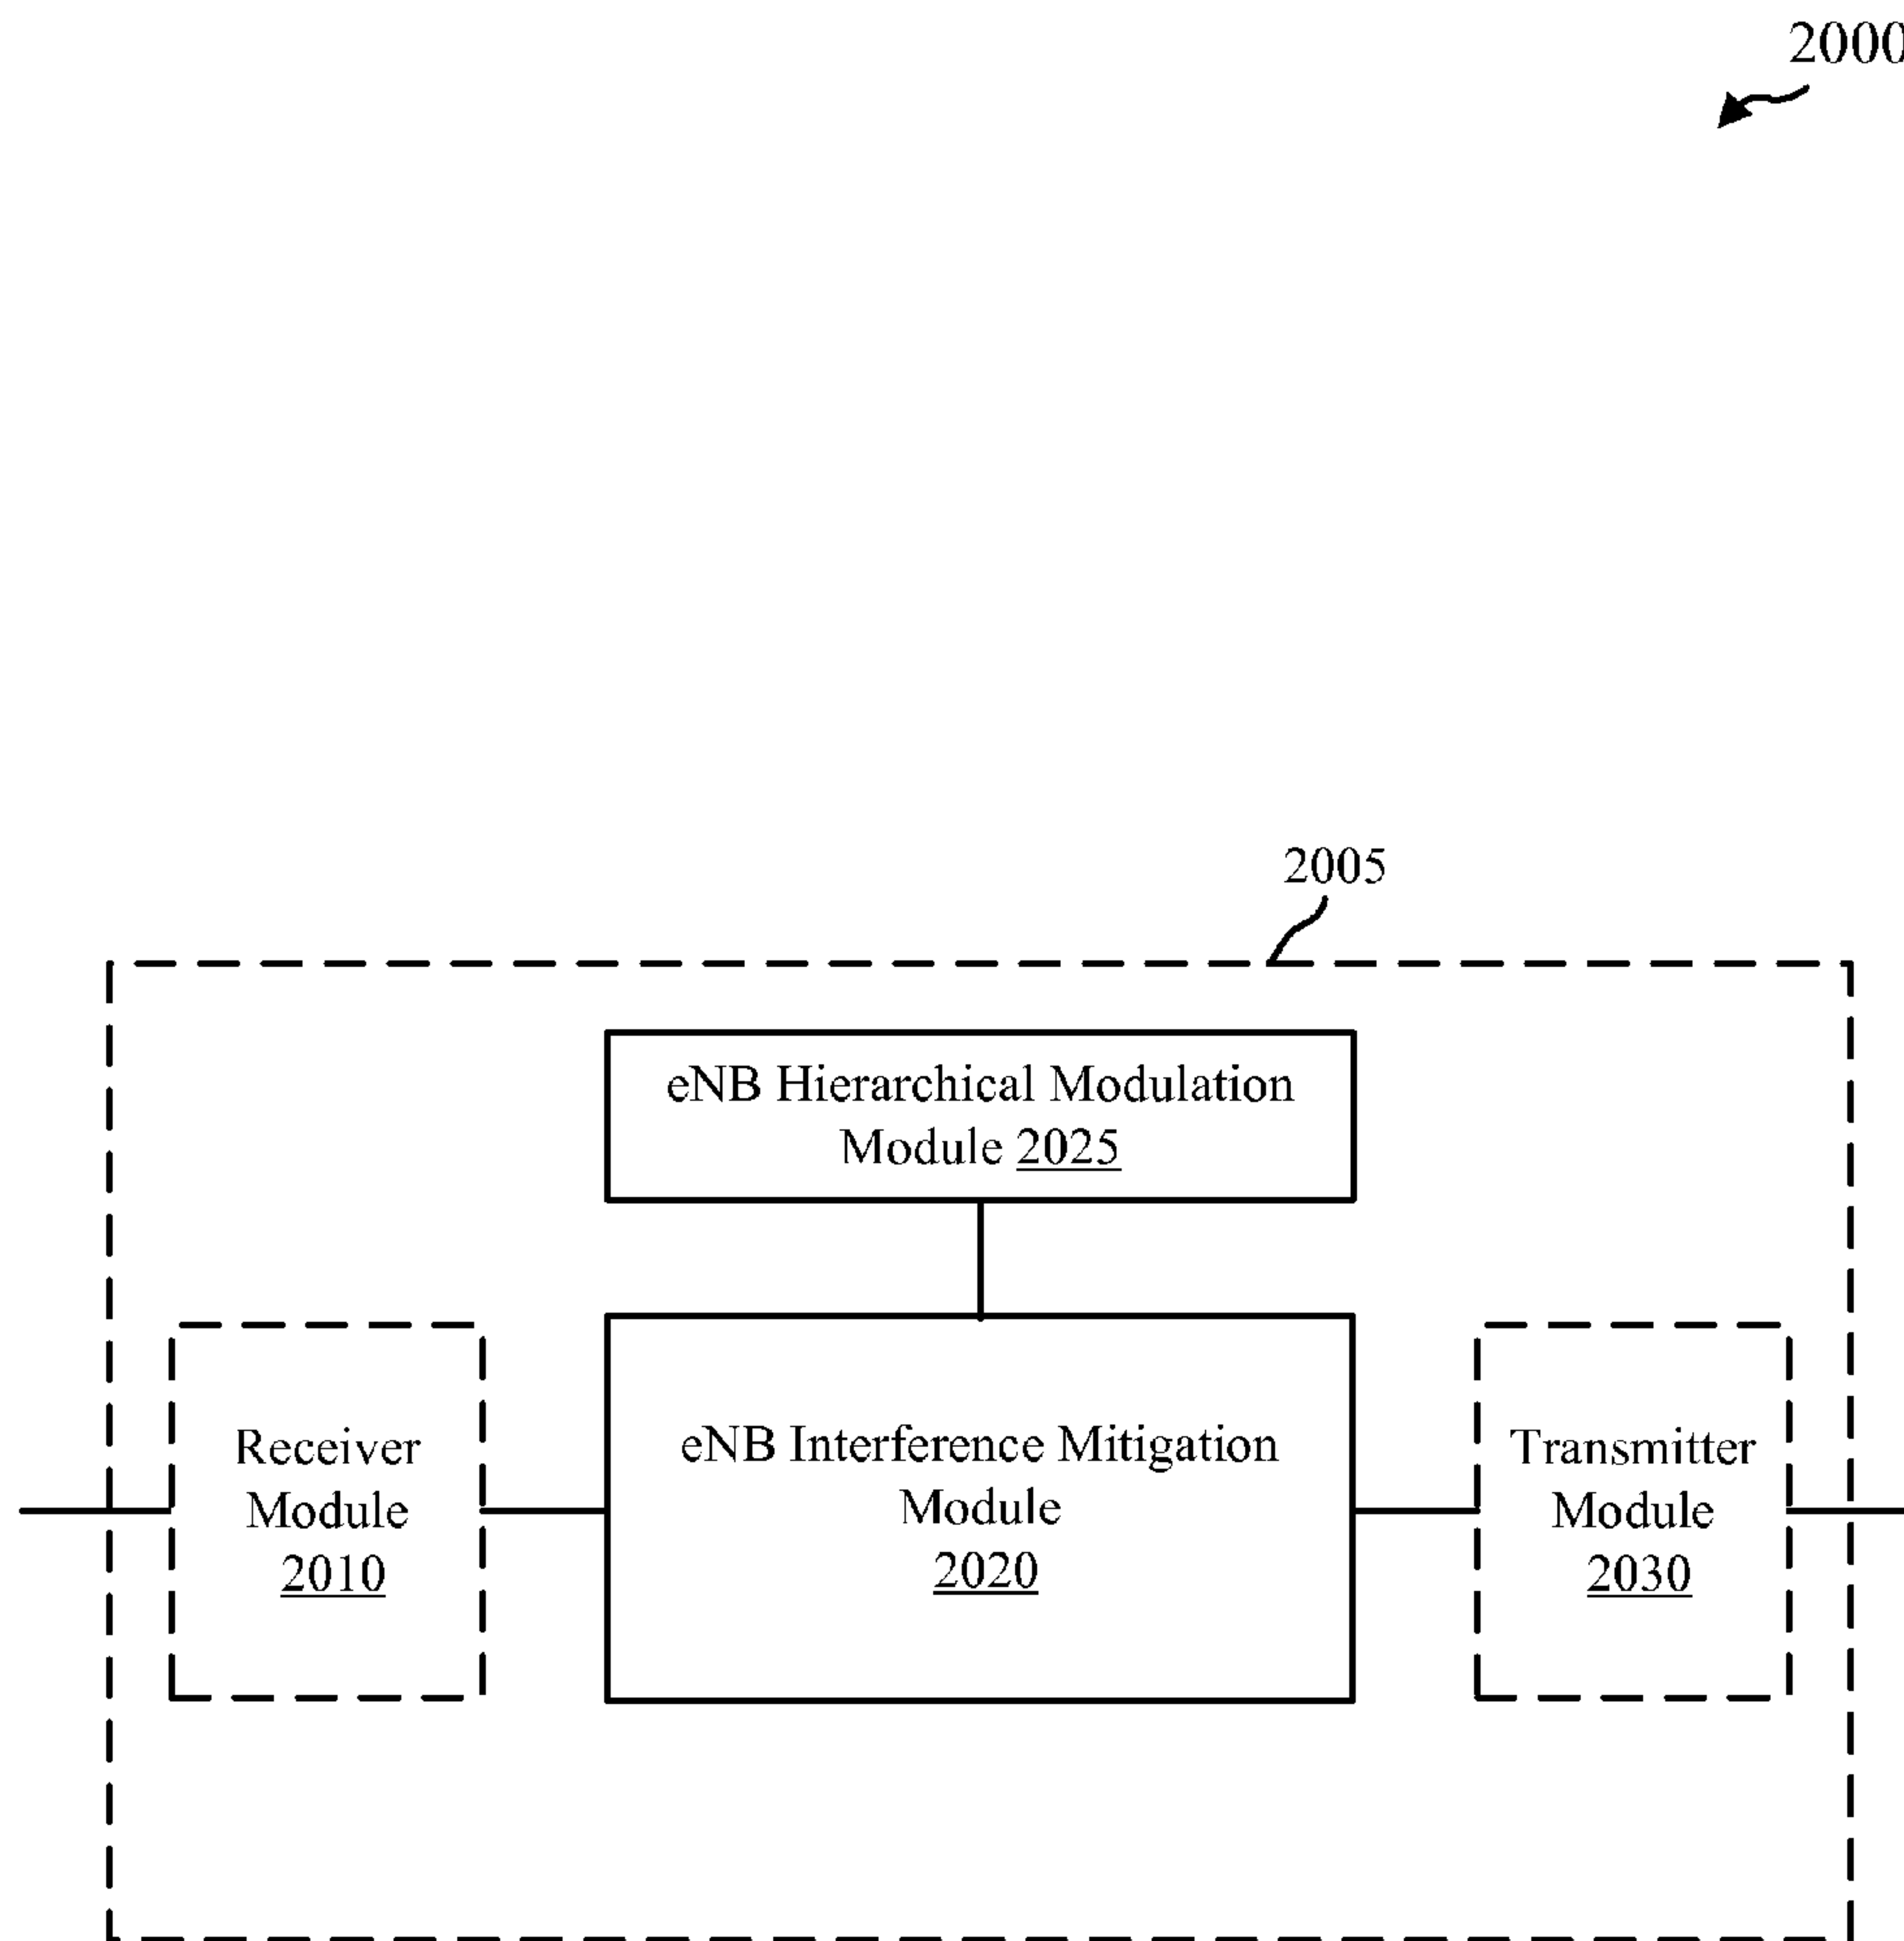 2000
2005
eNB Hierarchical Modulation
Module 2025
Receiver
Module
2010
eNB Interference Mitigation
Module
2020
Transmitter
Module
2030